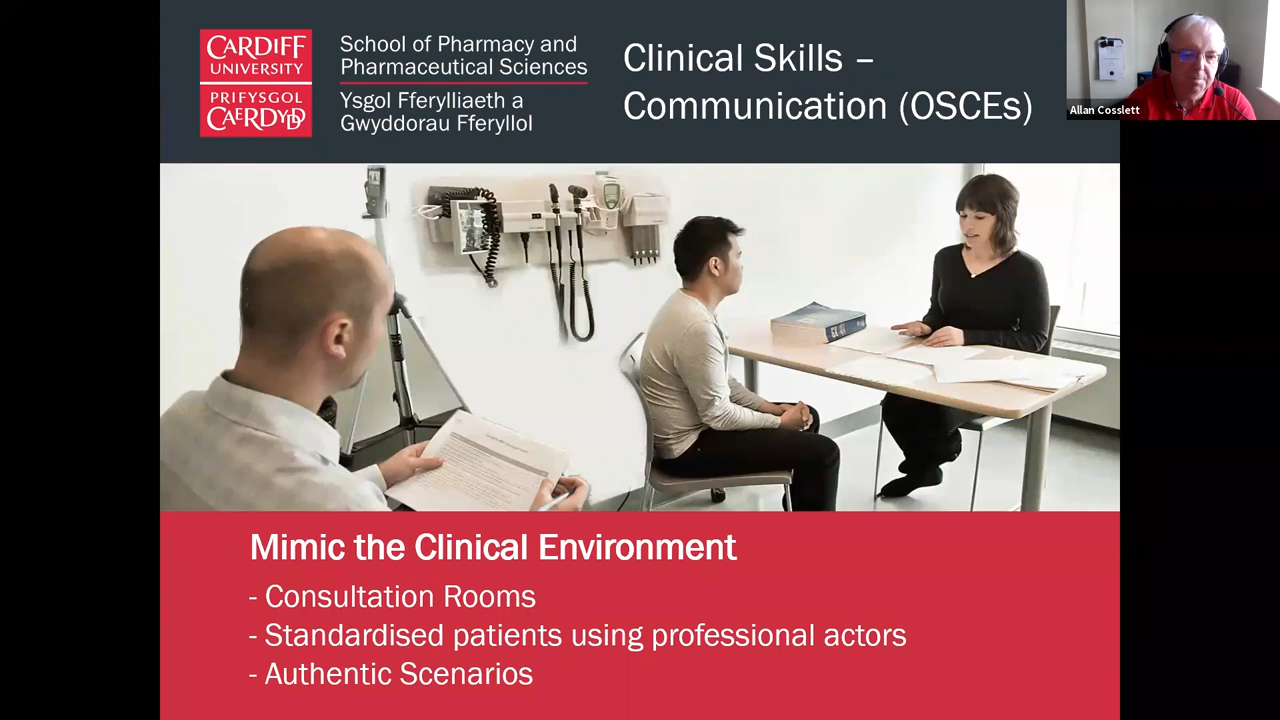 CARDIFF
UNIVERSITY
PRIFYSGOL
CAERDYDD
School of Pharmacy and
Pharmaceutical Sciences
Ysgol Fferylliaeth a
Gwyddorau Fferyllol
Clinical Skills –
Communication (OSCEs)
Allan Cosslett
Mimic the Clinical Environment
- Consultation Rooms
- Standardised patients using professional actors
- Authentic Scenarios